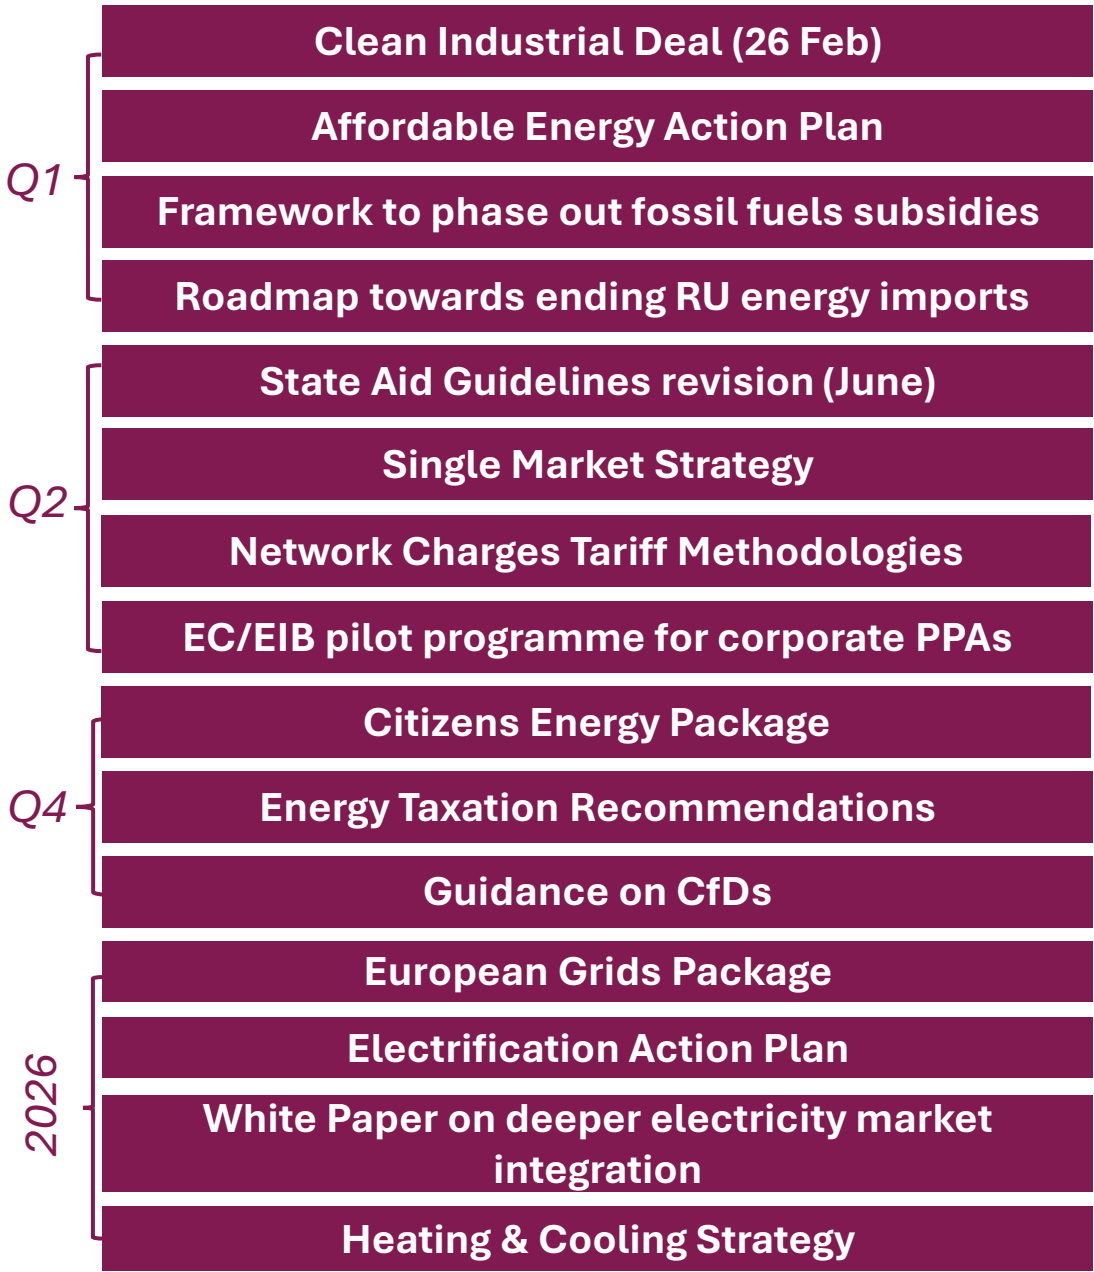 Q1
Clean Industrial Deal (26 Feb)
Affordable Energy Action Plan
Framework to phase out fossil fuels subsidies
Roadmap towards ending RU energy imports
Q2
State Aid Guidelines revision (June)
Single Market Strategy
Network Charges Tariff Methodologies
EC/EIB pilot programme for corporate PPAs
Q4
Citizens Energy Package
Energy Taxation Recommendations
Guidance on CfDs
2026
European Grids Package
Electrification Action Plan
White Paper on deeper electricity market
integration
Heating & Cooling Strategy